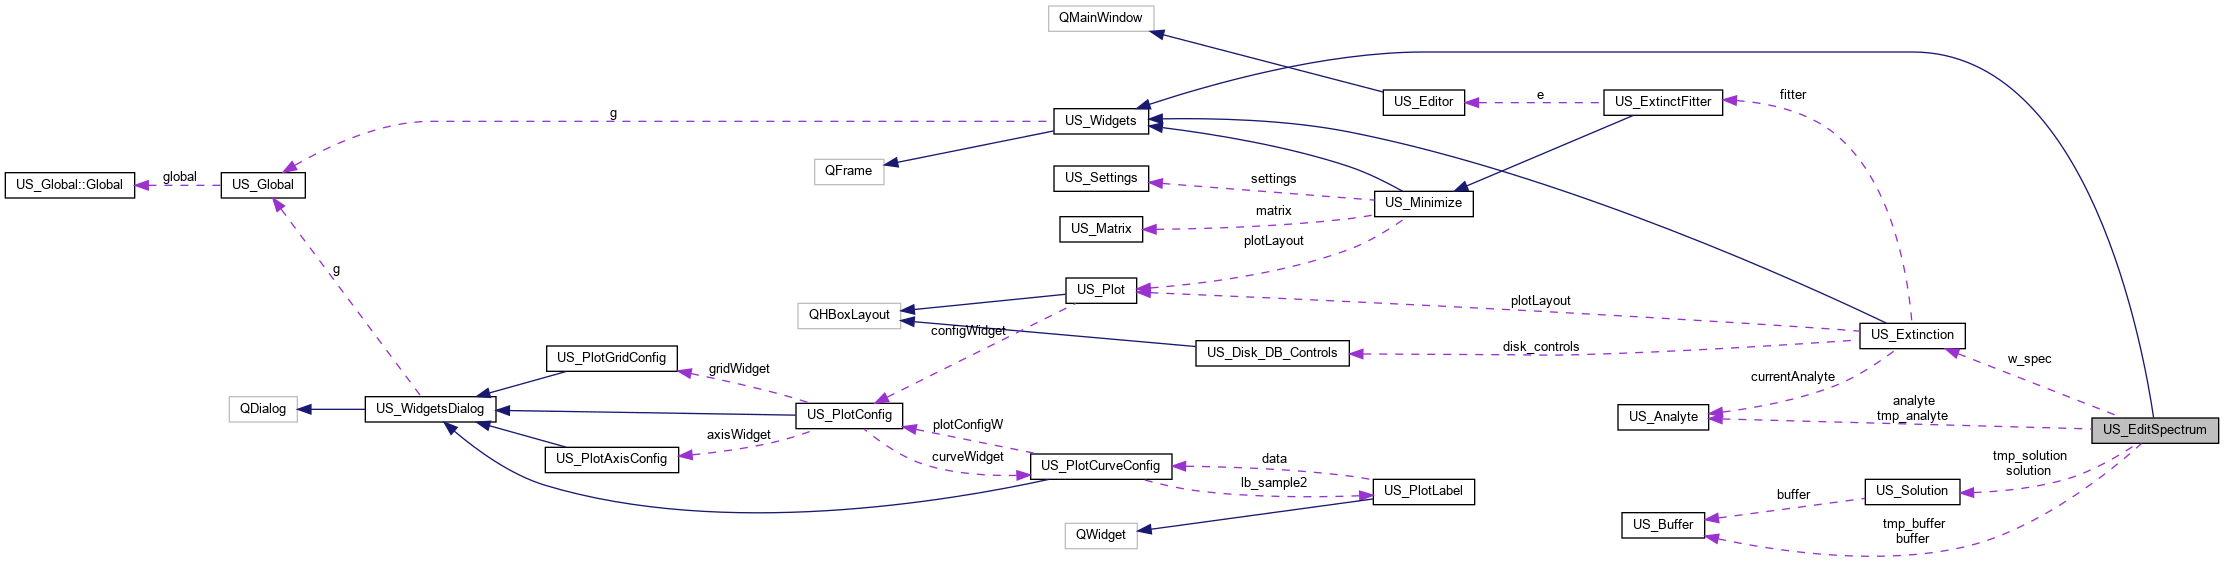 QMainWindow
US_Editor
e
US_ExtinctFitter
fitter
g
US_Widgets
QFrame
US_Global::Global
global
US_Global
US_Settings
settings
US_Matrix
matrix
US_Minimize
plotLayout
g
US_Plot
QHBoxLayout
configWidget
plotLayout
US_Extinction
US_Disk_DB_Controls
disk_controls
w_spec
US_PlotGridConfig
gridWidget
currentAnalyte
QDialog
US_WidgetsDialog
US_PlotConfig
US_Analyte
analyte
tmp_analyte
US_EditSpectrum
plotConfigW
axisWidget
US_PlotAxisConfig
curveWidget
US_PlotCurveConfig
data
lb_sample2
US_PlotLabel
tmp_solution
solution
US_Solution
buffer
US_Buffer
tmp_buffer
buffer
QWidget